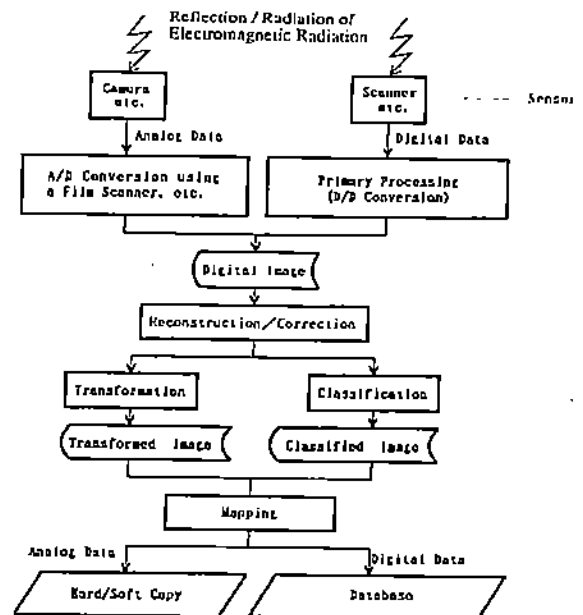 Reflection / Radiation of
Electromagnetic Radiation
Camera
etc.
Scanner
etc.
Sensor
Analog Data
Digital Data
A/D Conversion using
a Film Scanner, etc.
Primary Processing
(D/D Conversion)
Digital Image
Reconstruction/Correction
Transformation
Classification
Transformed Image
Classified Image
Mapping
Analog Data
Digital Data
Hard/Soft Copy
Database